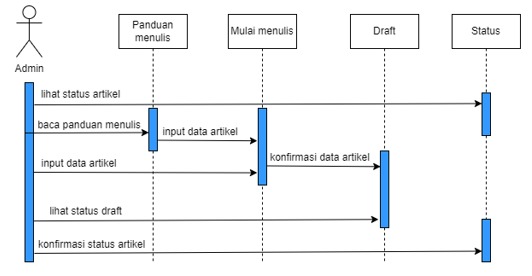 Panduan
menulis
Mulai menulis
Draft
Status
Admin
lihat status artikel
baca panduan menulis
input data artikel
input data artikel
konfirmasi data artikel
lihat status draft
konfirmasi status artikel